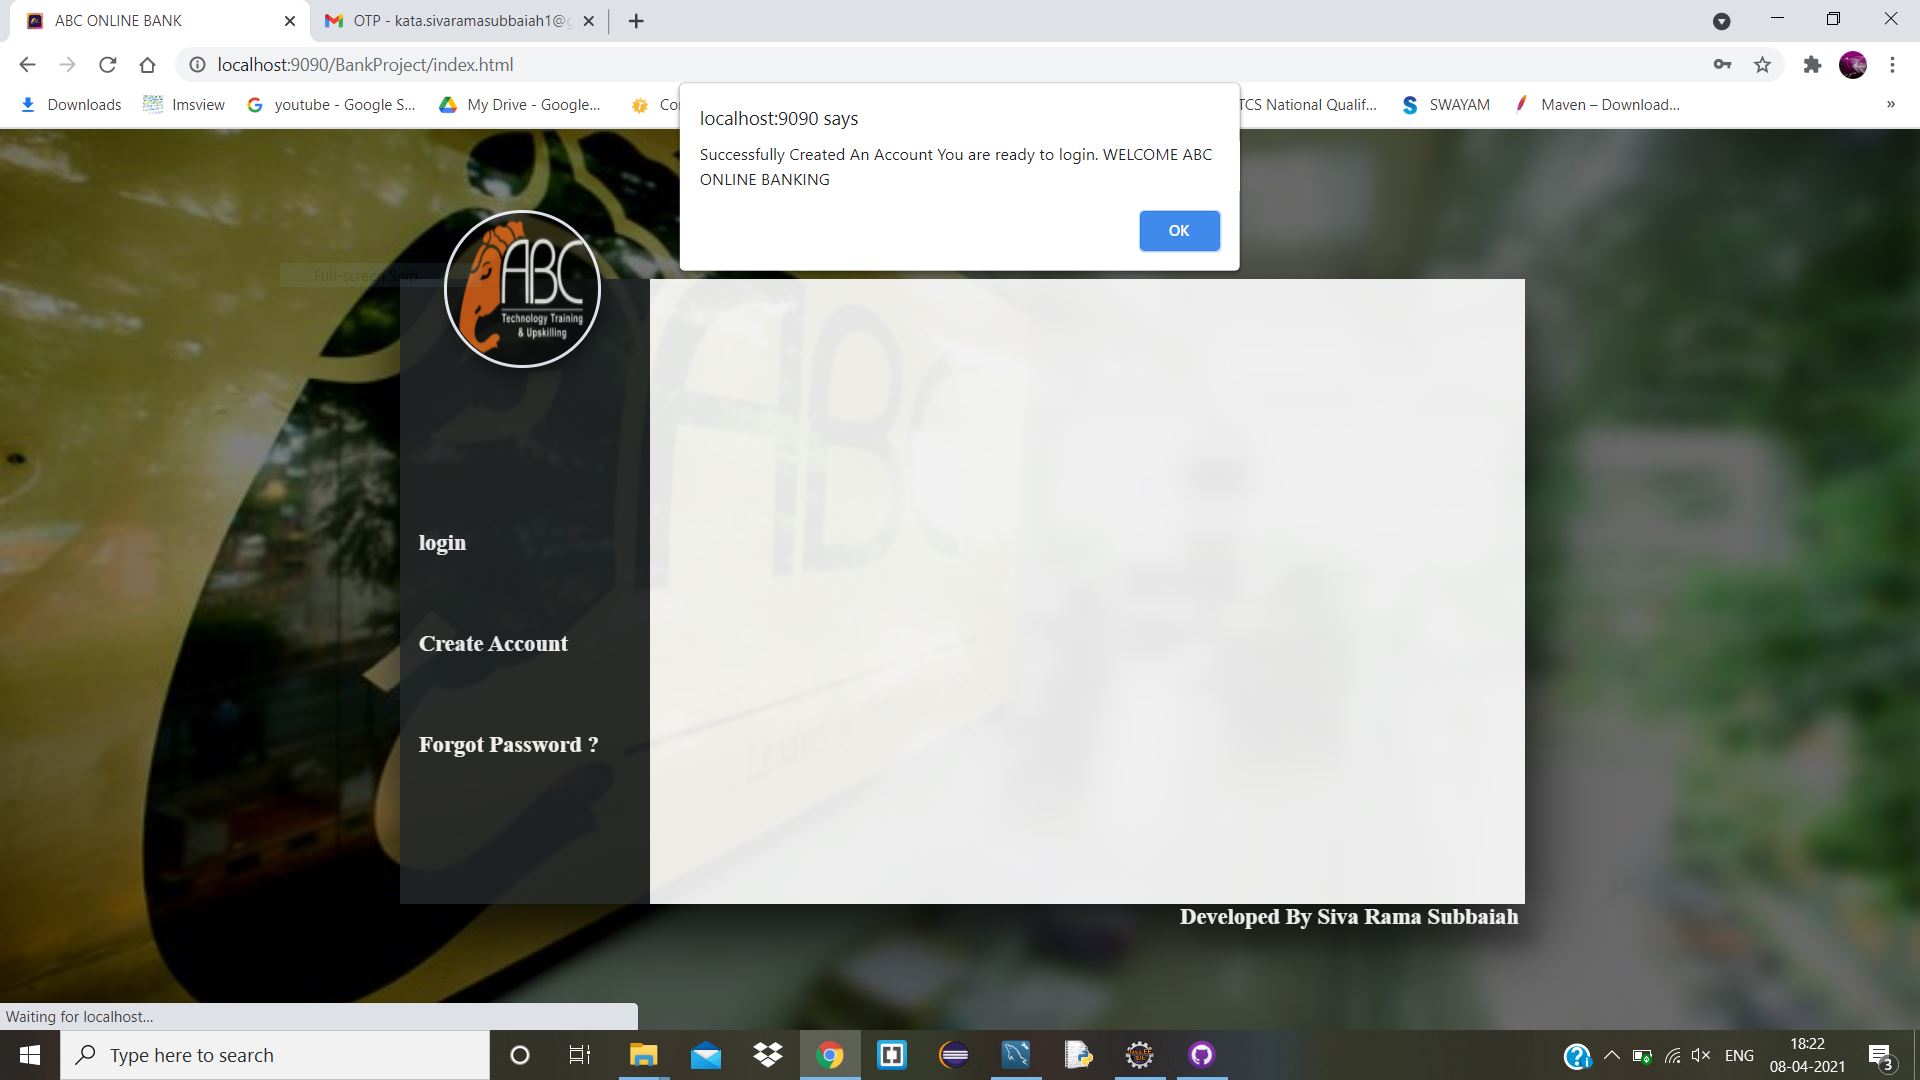 ABC ONLINE BANK
OTP - kata.sivaramasubbaiah1@g
localhost:9090/BankProject/index.html
Downloads
Imsview
youtube - Google S...
My Drive - Google...
TCS National Qualif...
SWAYAM
Maven – Download...
»
localhost:9090 says
Successfully Created An Account You are ready to login. WELCOME ABC
ONLINE BANKING
OK
Full-screen Snip
ABC
Technology Training
& Upskilling
login
Create Account
Forgot Password ?
Developed By Siva Rama Subbaiah
Waiting for localhost...
Type here to search
ENG
18:22
08-04-2021
3